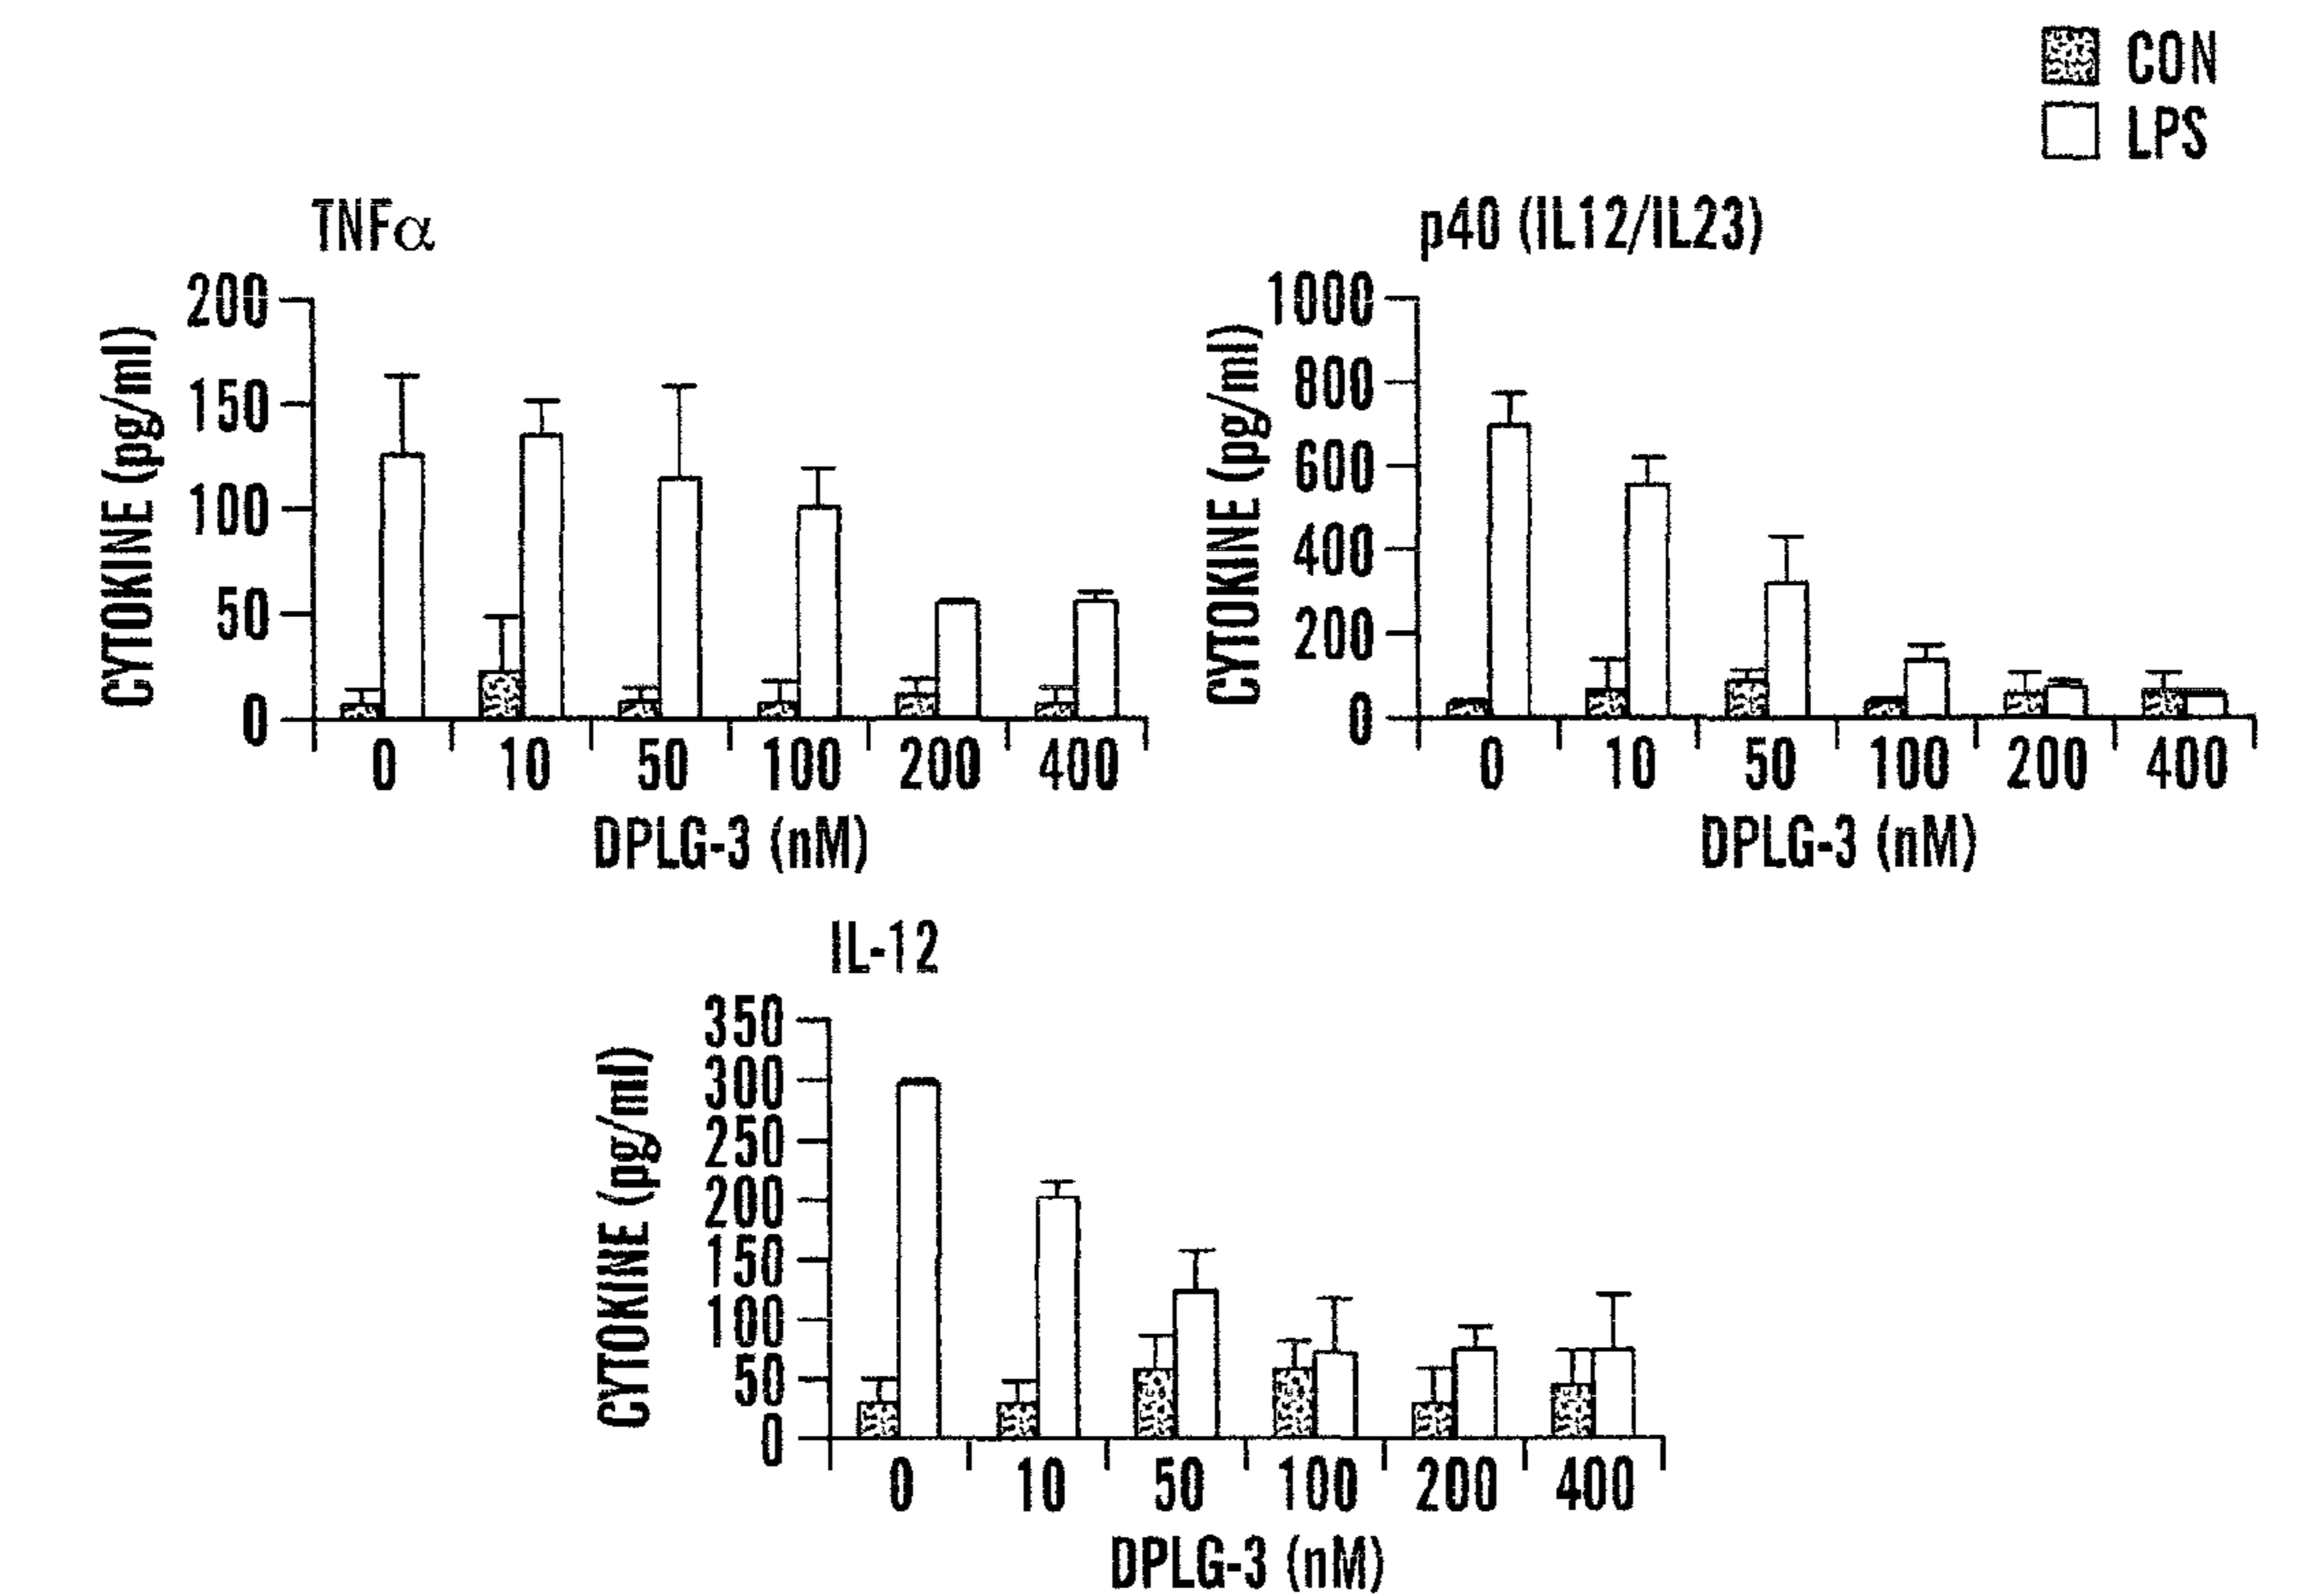 CON
LPS
TNFα
CYTOKINE (pg/ml)
200
150
100
50
0
0 10 50 100 200 400
DPLG-3 (nM)
p40 (IL12/IL23)
CYTOKINE (pg/ml)
1000
800
600
400
200
0
0 10 50 100 200 400
DPLG-3 (nM)
IL-12
CYTOKINE (pg/ml)
350
300
250
200
150
100
50
0
0 10 50 100 200 400
DPLG-3 (nM)